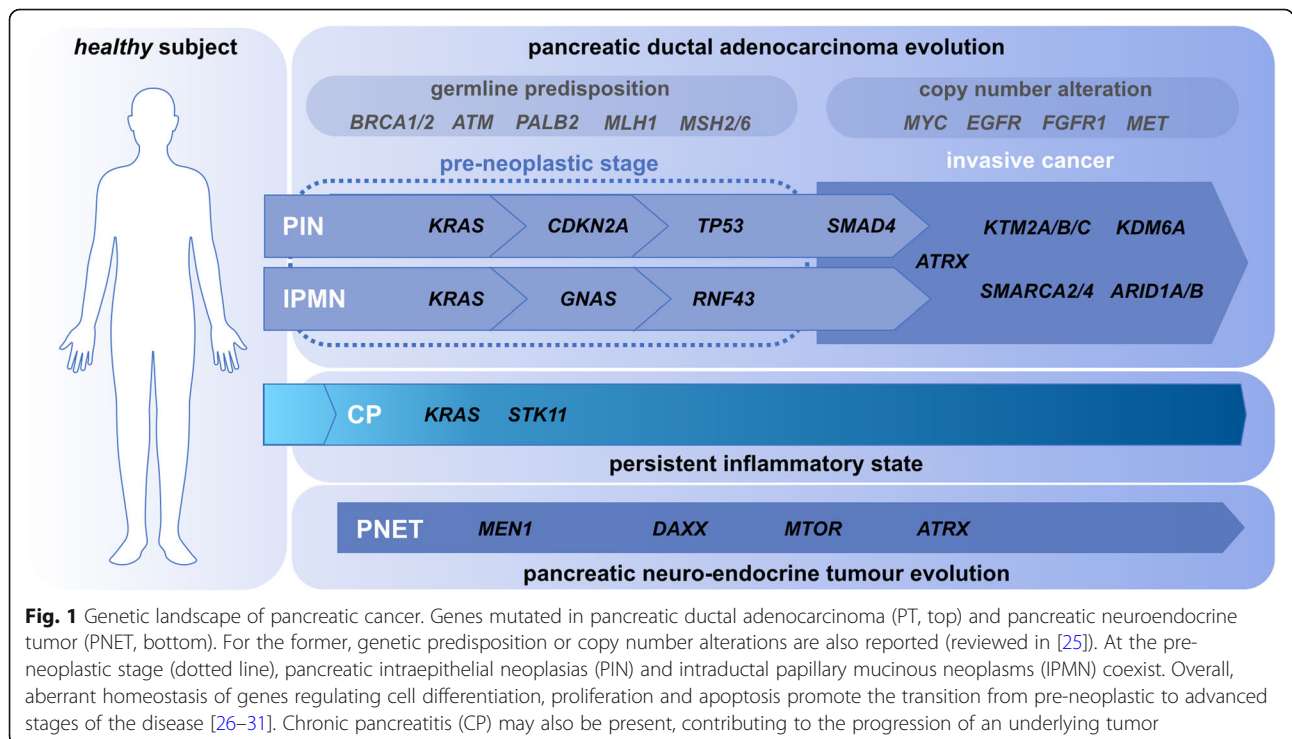 healthy subject
pancreatic ductal adenocarcinoma evolution
germline predisposition
BRCA1/2 ATM PALB2 MLH1 MSH2/6
copy number alteration
MYC EGFR FGFR1 MET
pre-neoplastic stage
invasive cancer
PIN KRAS CDKN2A TP53 SMAD4
IPMN KRAS GNAS RNF43
KTM2A/B/C KDM6A
ATRX
SMARCA2/4 ARID1A/B
CP KRAS STK11
persistent inflammatory state
PNET MEN1 DAXX MTOR ATRX
pancreatic neuro-endocrine tumour evolution
Fig. 1 Genetic landscape of pancreatic cancer. Genes mutated in pancreatic ductal adenocarcinoma (PT, top) and pancreatic neuroendocrine
tumor (PNET, bottom). For the former, genetic predisposition or copy number alterations are also reported (reviewed in [25]). At the pre-
neoplastic stage (dotted line), pancreatic intraepithelial neoplasias (PIN) and intraductal papillary mucinous neoplasms (IPMN) coexist. Overall,
aberrant homeostasis of genes regulating cell differentiation, proliferation and apoptosis promote the transition from pre-neoplastic to advanced
stages of the disease [26–31]. Chronic pancreatitis (CP) may also be present, contributing to the progression of an underlying tumor